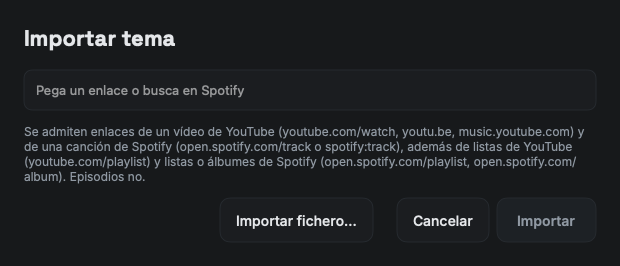 Importar tema
Pega un enlace o busca en Spotify
Se admiten enlaces de un vídeo de YouTube (youtube.com/watch, youtu.be, music.youtube.com) y
de una canción de Spotify (open.spotify.com/track o spotify:track), además de listas de YouTube
(youtube.com/playlist) y listas o álbumes de Spotify (open.spotify.com/playlist, open.spotify.com/
album). Episodios no.
Importar fichero... Cancelar Importar